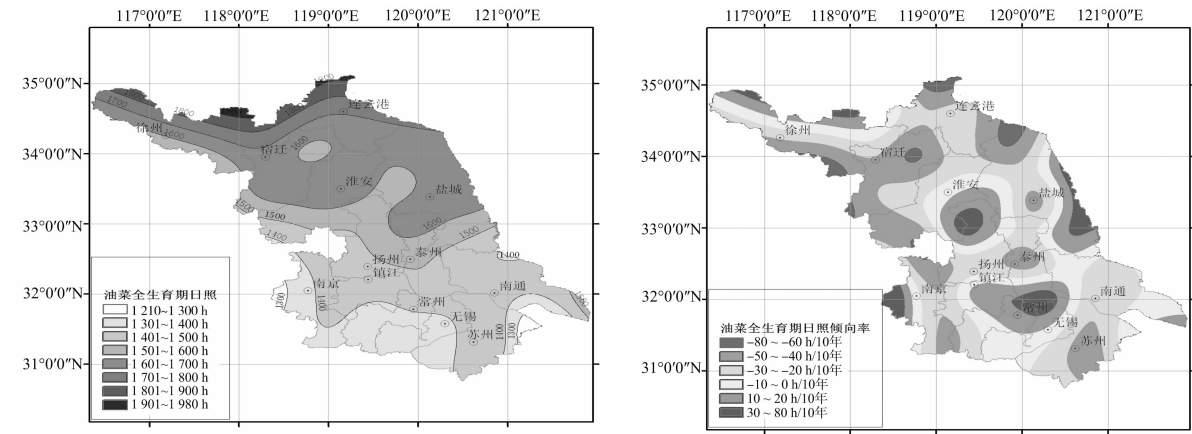 117°0′0″E 118°0′0″E 119°0′0″E 120°0′0″E 121°0′0″E
35°0′0″N
34°0′0″N
33°0′0″N
32°0′0″N
31°0′0″N
1800
1700
1600
1800
1600
1500
1500
1400
1600
1500
1400
1300
1400
连云港
徐州
宿迁
淮安
盐城
扬州
镇江
泰州
南京
南通
常州
无锡
苏州
油菜全生育期日照
1 210~1 300 h
1 301~1 400 h
1 401~1 500 h
1 501~1 600 h
1 601~1 700 h
1 701~1 800 h
1 801~1 900 h
1 901~1 980 h
117°0′0″E 118°0′0″E 119°0′0″E 120°0′0″E 121°0′0″E
35°0′0″N
34°0′0″N
33°0′0″N
32°0′0″N
31°0′0″N
连云港
徐州
宿迁
淮安
盐城
泰州
扬州
镇江
南京
南通
常州
无锡
苏州
油菜全生育期日照倾向率
-80 ~ -60 h/10年
-50 ~ -40 h/10年
-30 ~ -20 h/10年
-10 ~ 0 h/10年
10 ~ 20 h/10年
30 ~ 80 h/10年